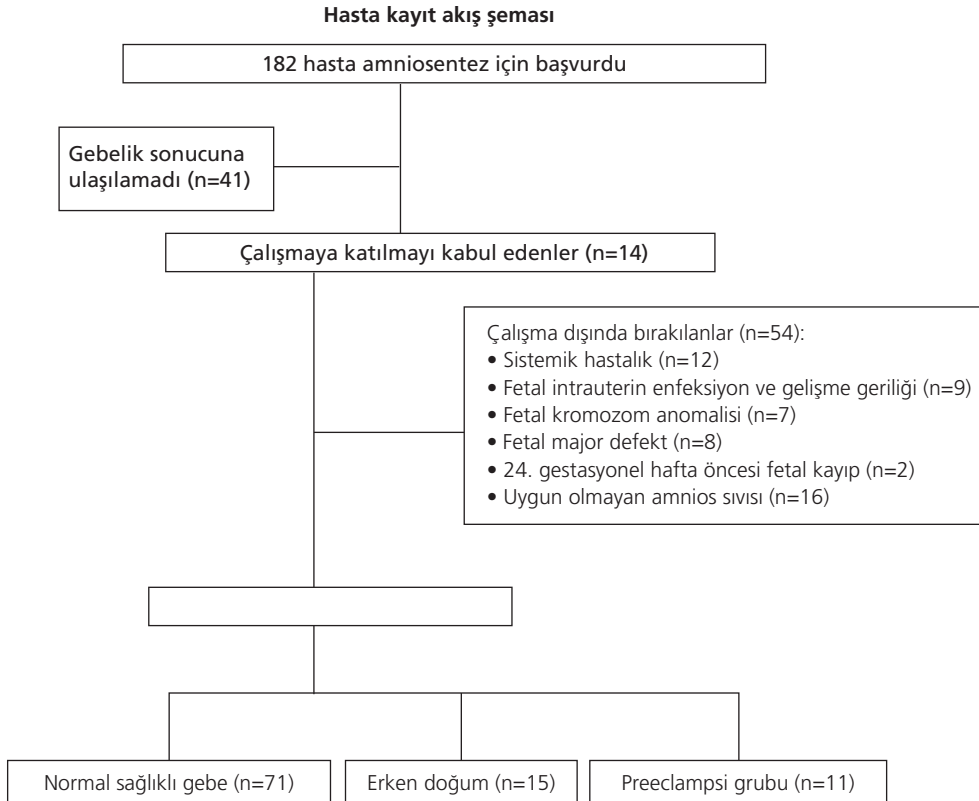 Hasta kayıt akış şeması
182 hasta amniosentez için başvurdu
Gebelik sonucuna
ulaşılamadı (n=41)
Çalışmaya katılmayı kabul edenler (n=14)
Çalışma dışında bırakılanlar (n=54):
• Sistemik hastalık (n=12)
• Fetal intrauterin enfeksiyon ve gelişme geriliği (n=9)
• Fetal kromozom anomalisi (n=7)
• Fetal major defekt (n=8)
• 24. gestasyonel hafta öncesi fetal kayıp (n=2)
• Uygun olmayan amnios sıvısı (n=16)
Normal sağlıklı gebe (n=71)
Erken doğum (n=15)
Preeclampsi grubu (n=11)